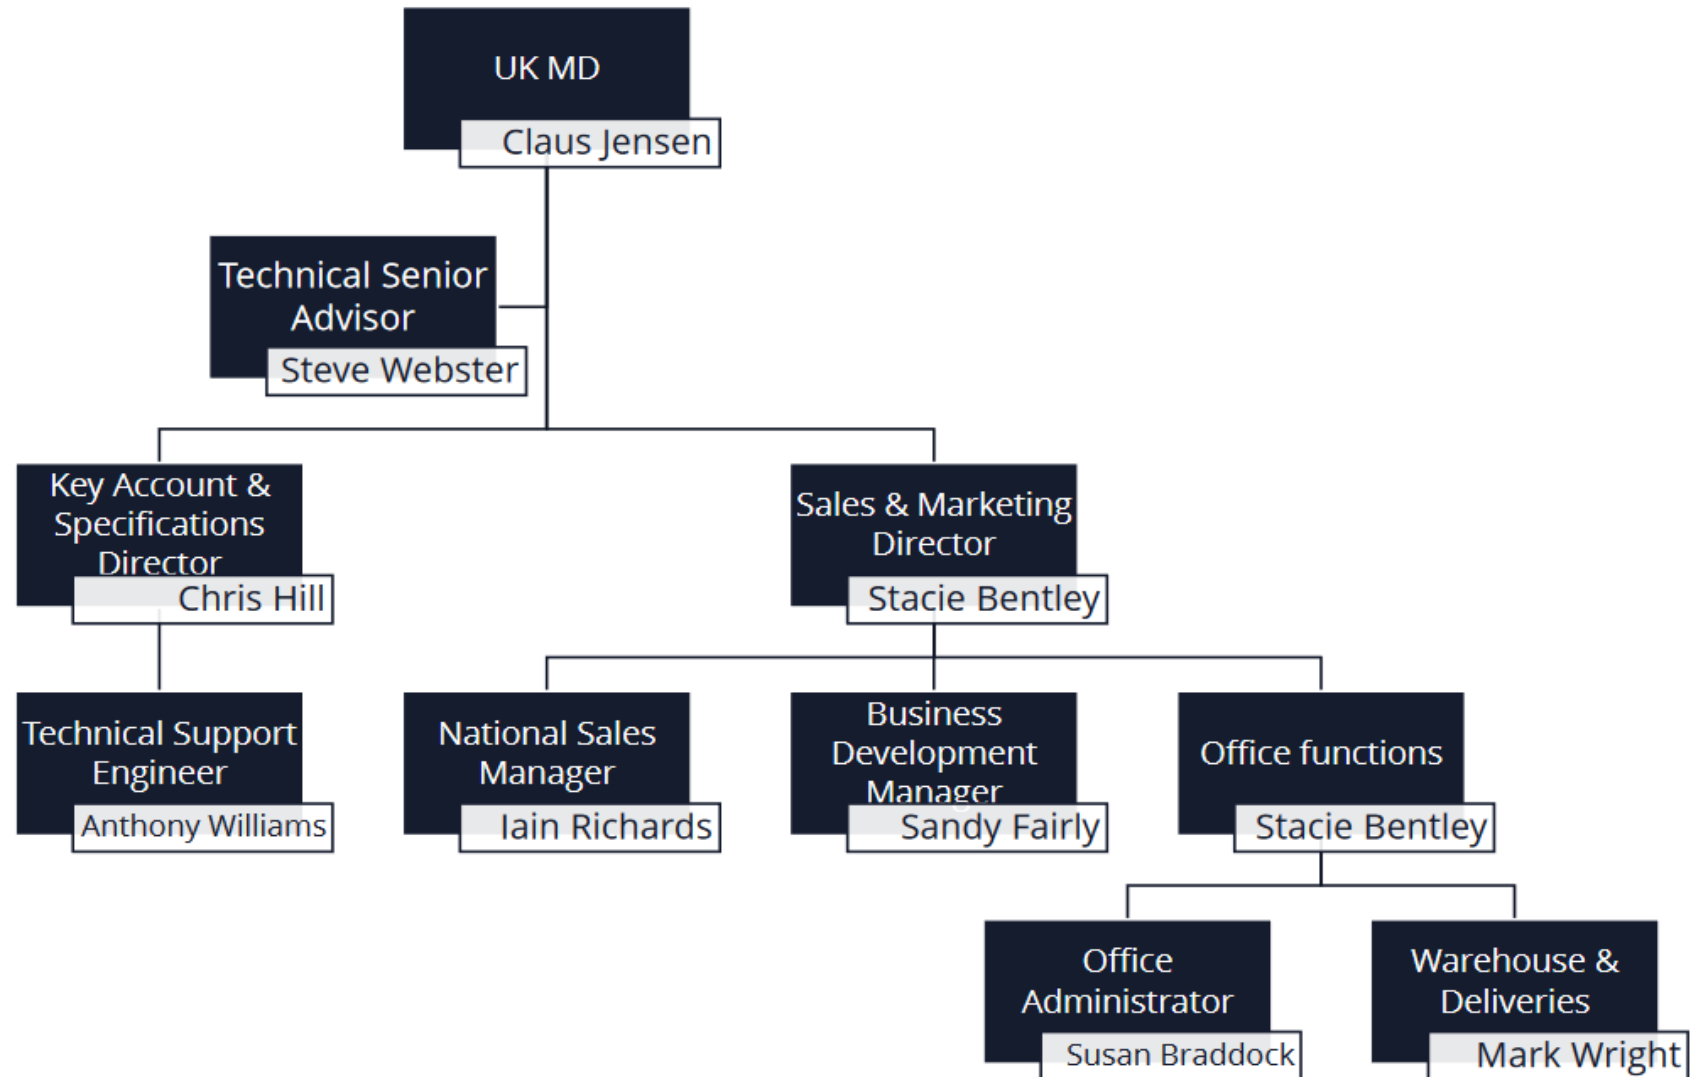 UK MD
Claus Jensen
Technical Senior
Advisor
Steve Webster
Key Account &
Specifications
Director
Chris Hill
Sales & Marketing
Director
Stacie Bentley
Technical Support
Engineer
Anthony Williams
National Sales
Manager
Iain Richards
Business
Development
Manager
Sandy Fairly
Office functions
Stacie Bentley
Office
Administrator
Susan Braddock
Warehouse &
Deliveries
Mark Wright